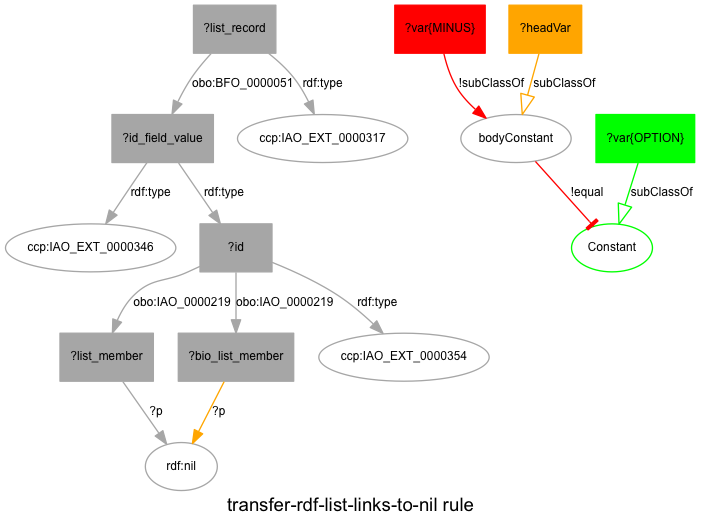 ?list_record
?var{MINUS}
?headVar
obo:BFO_0000051
rdf:type
!subClassOf
subClassOf
?id_field_value
ccp:IAO_EXT_0000317
bodyConstant
?var{OPTION}
rdf:type
rdf:type
!equal
subClassOf
ccp:IAO_EXT_0000346
?id
Constant
obo:IAO_0000219
obo:IAO_0000219
rdf:type
?list_member
?bio_list_member
ccp:IAO_EXT_0000354
?p
?p
rdf:nil
transfer-rdf-list-links-to-nil rule